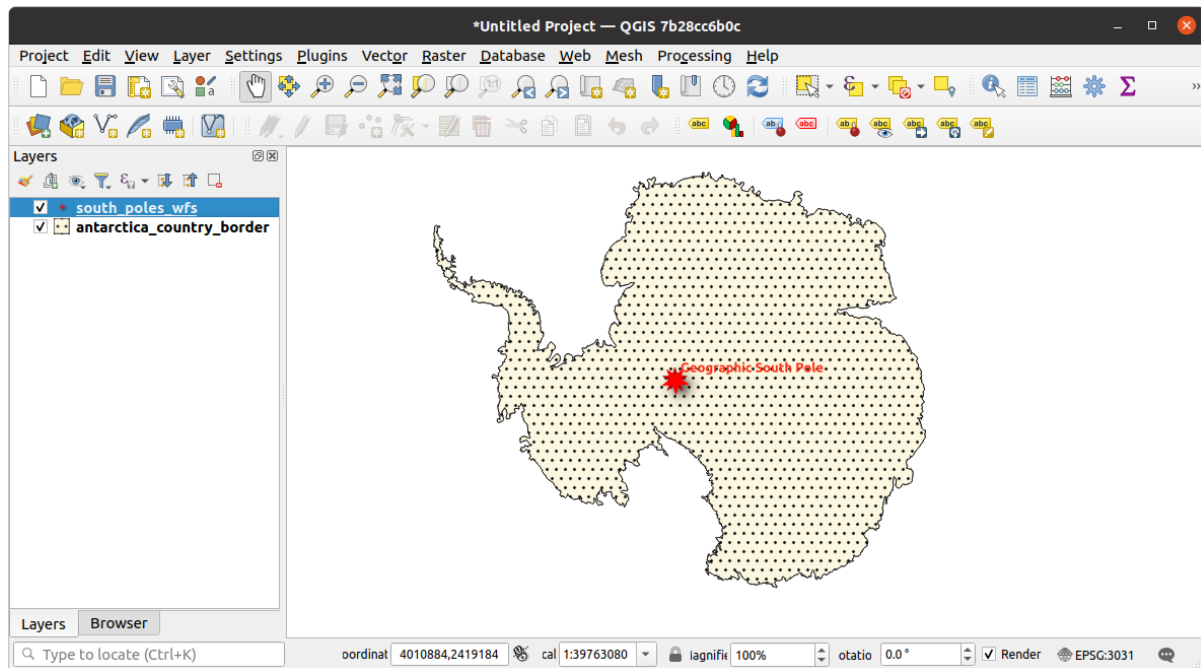 *Untitled Project — QGIS 7b28cc6b0c
Project Edit View Layer Settings Plugins Vector Raster Database Web Mesh Processing Help
Layers
south_poles_wfs
antarctica_country_border
Geographic South Pole
Layers Browser
Type to locate (Ctrl+K) oordinat 4010884,2419184 cal 1:39763080 lagnifie 100% otatio 0.0 ° Render EPSG:3031